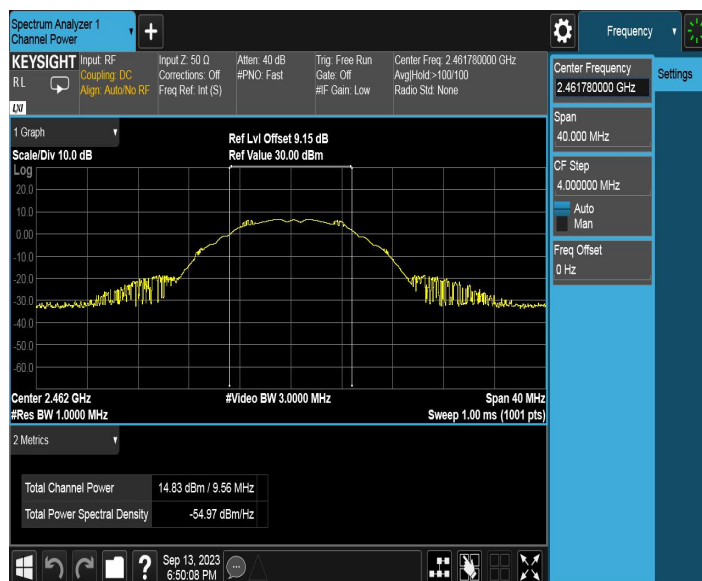 Spectrum Analyzer 1
Channel Power
+
Frequency
KEYSIGHT
RL
LXI
Input: RF
Coupling: DC
Align: Auto/No RF
Input Z: 50 Ω
Corrections: Off
Freq Ref: Int (S)
Atten: 40 dB
#PNO: Fast
Trig: Free Run
Gate: Off
#IF Gain: Low
Center Freq: 2.461780000 GHz
Avg|Hold:>100/100
Radio Std: None
Center Frequency
2.461780000 GHz
Settings
Span
40.000 MHz
CF Step
4.000000 MHz
Auto
Man
Freq Offset
0 Hz
1 Graph
Scale/Div 10.0 dB
Ref Lvl Offset 9.15 dB
Ref Value 30.00 dBm
Log
20.0
10.0
0.00
-10.0
-20.0
-30.0
-40.0
-50.0
-60.0
Center 2.462 GHz
#Video BW 3.0000 MHz
Span 40 MHz
#Res BW 1.0000 MHz
Sweep 1.00 ms (1001 pts)
2 Metrics
Total Channel Power 14.83 dBm / 9.56 MHz
Total Power Spectral Density -54.97 dBm/Hz
?
Sep 13, 2023
6:50:08 PM